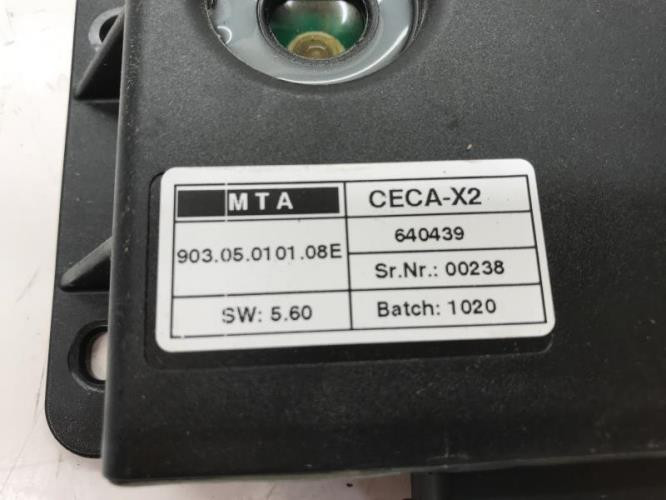 MTA
CECA-X2
903.05.0101.08E
640439
Sr.Nr.: 00238
SW: 5.60
Batch: 1020